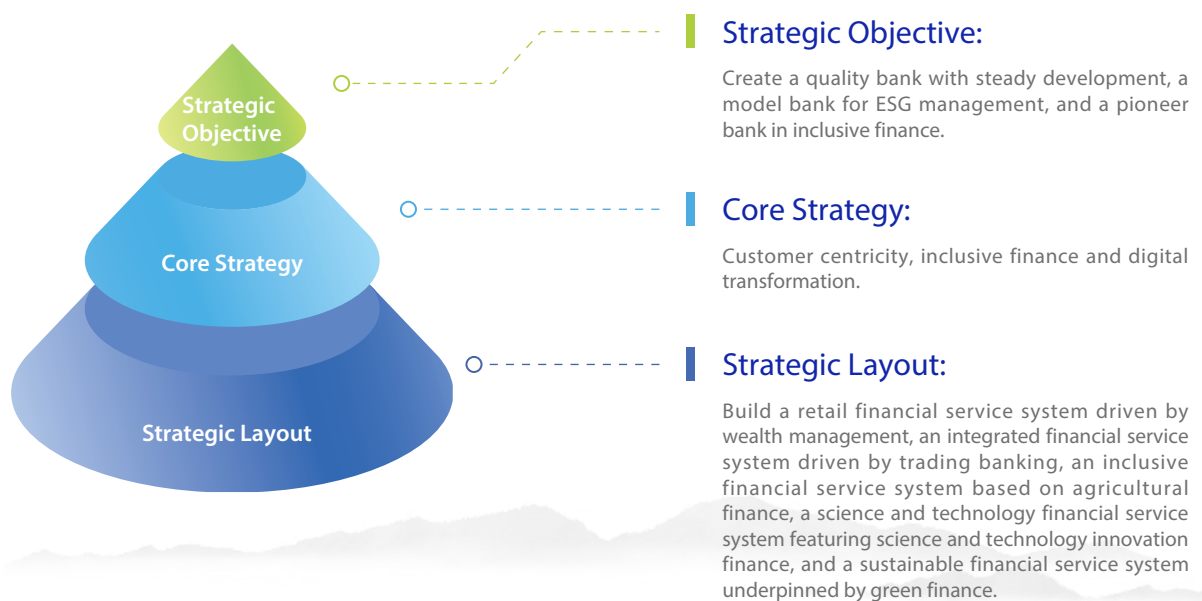 Strategic
Objective
Core Strategy
Strategic Layout
Strategic Objective:
Create a quality bank with steady development, a
model bank for ESG management, and a pioneer
bank in inclusive finance.
Core Strategy:
Customer centricity, inclusive finance and digital
transformation.
Strategic Layout:
Build a retail financial service system driven by
wealth management, an integrated financial service
system driven by trading banking, an inclusive
financial service system based on agricultural
finance, a science and technology financial service
system featuring science and technology innovation
finance, and a sustainable financial service system
underpinned by green finance.